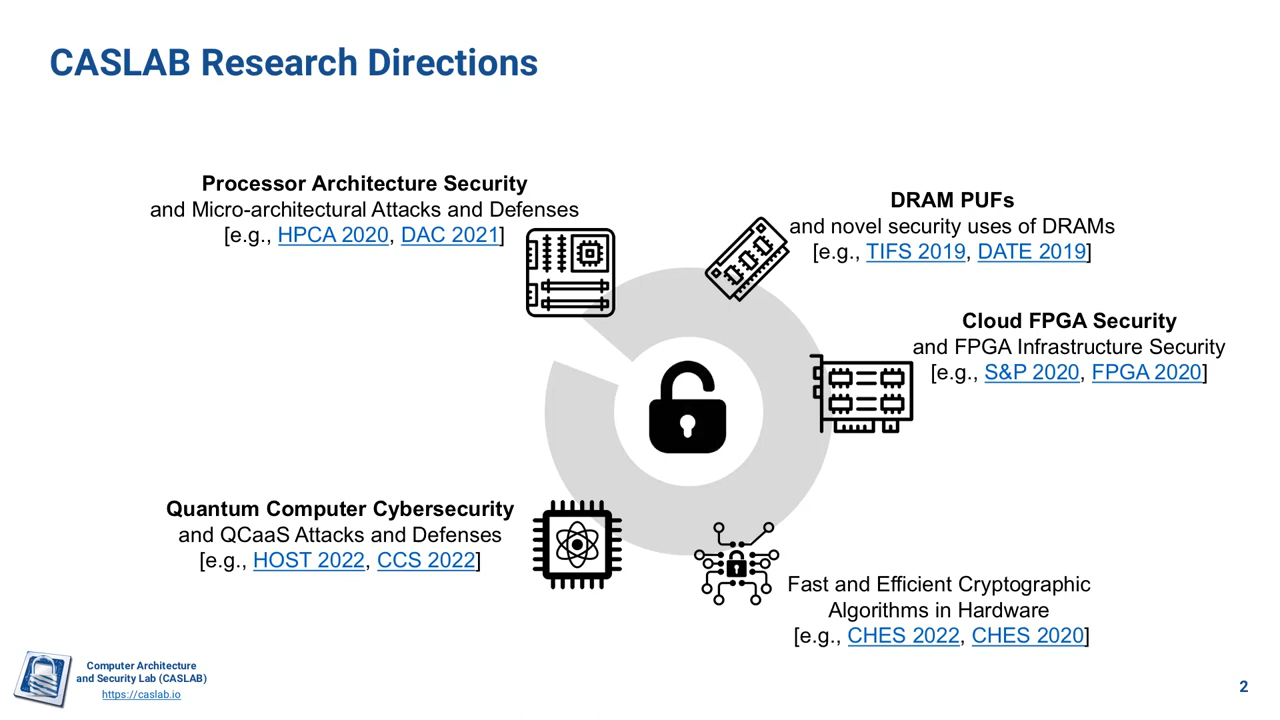 CASLAB Research Directions
Processor Architecture Security
and Micro-architectural Attacks and Defenses
[e.g., HPCA 2020, DAC 2021]
DRAM PUFs
and novel security uses of DRAMs
[e.g., TIFS 2019, DATE 2019]
Cloud FPGA Security
and FPGA Infrastructure Security
[e.g., S&P 2020, FPGA 2020]
Quantum Computer Cybersecurity
and QCaaS Attacks and Defenses
[e.g., HOST 2022, CCS 2022]
Fast and Efficient Cryptographic
Algorithms in Hardware
[e.g., CHES 2022, CHES 2020]
Computer Architecture
and Security Lab (CASLAB)
https://caslab.io
2